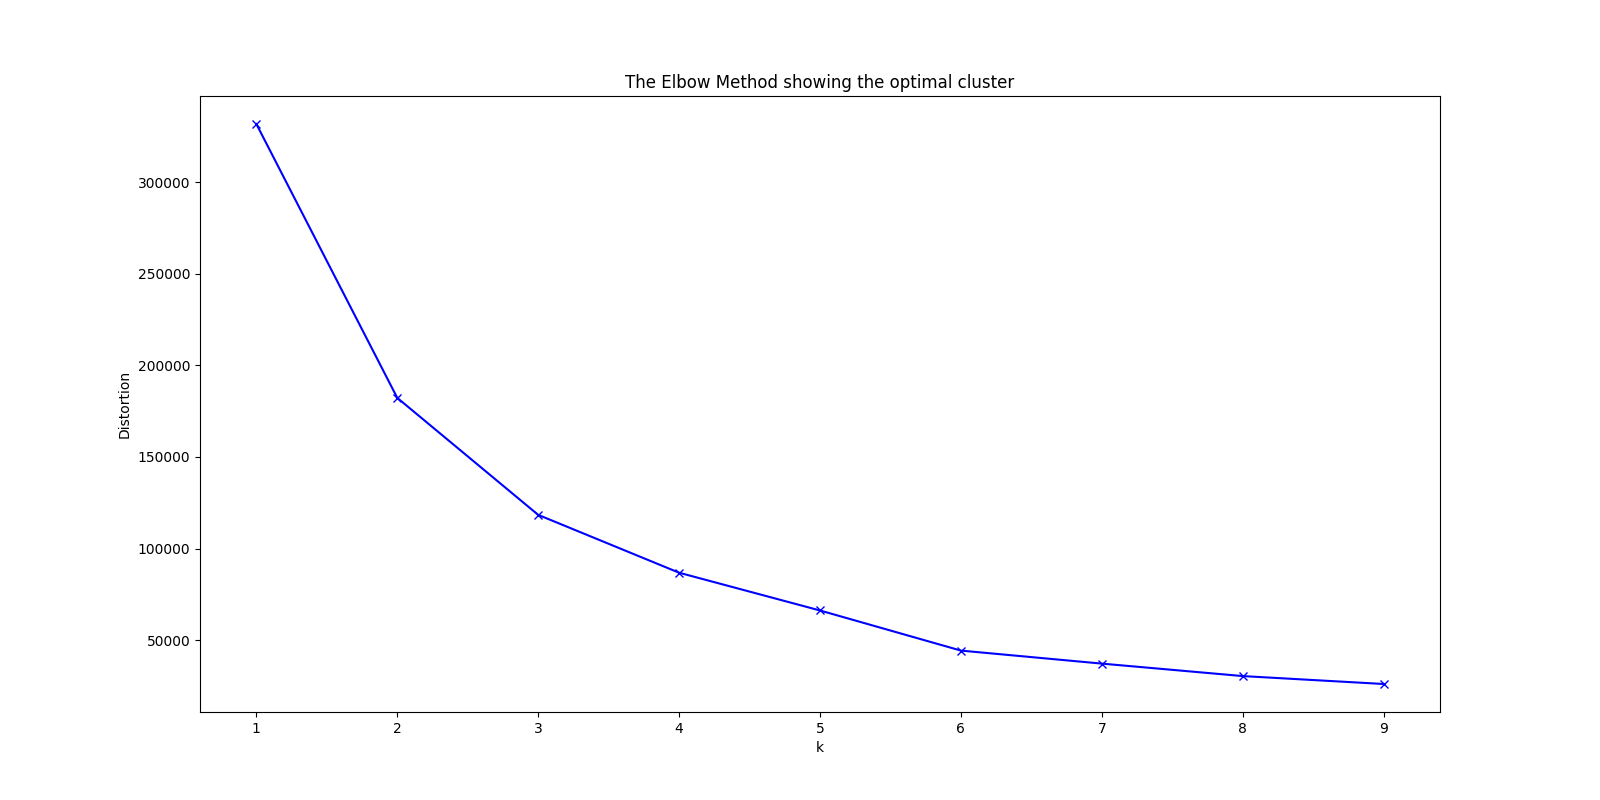 The Elbow Method showing the optimal cluster
300000
250000
200000
150000
100000
50000
Distortion
1 2 3 4 5 6 7 8 9
k